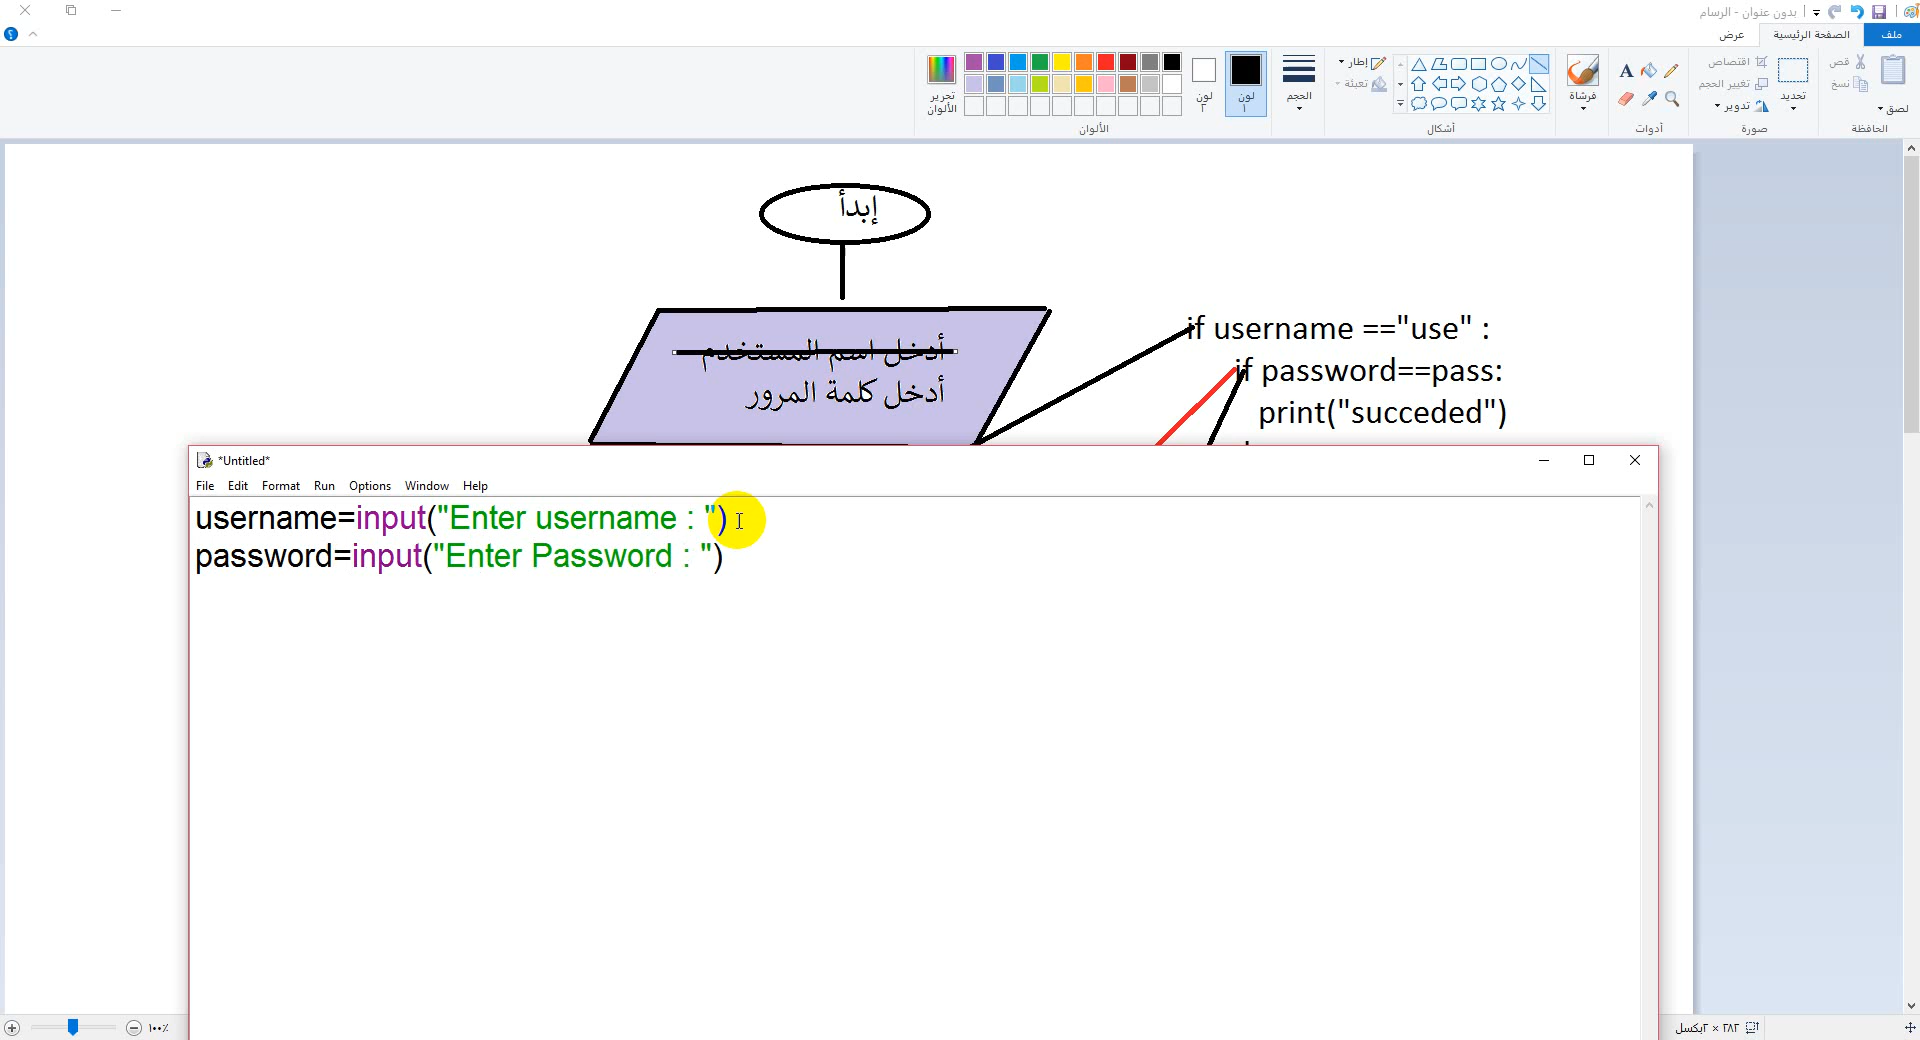 بدون عنوان - الرسام
ملف
الصفحة الرئيسية
عرض
لصق
قص
نسخ
الحافظة
تحديد
اقتصاص
تغيير الحجم
تدوير
صورة
A
أدوات
فرشاة
إطار
تعبئة
أشكال
الحجم
لون
١
لون
٢
تحرير
الألوان
الألوان
إبدأ
أدخل اسم المستخدم
أدخل كلمة المرور
if username =="use" :
if password==pass:
print("succeded")
*Untitled*
File Edit Format Run Options Window Help
username=input("Enter username : ")
password=input("Enter Password : ")
٢٨٢ × ٢بكسل
١٠٠٪